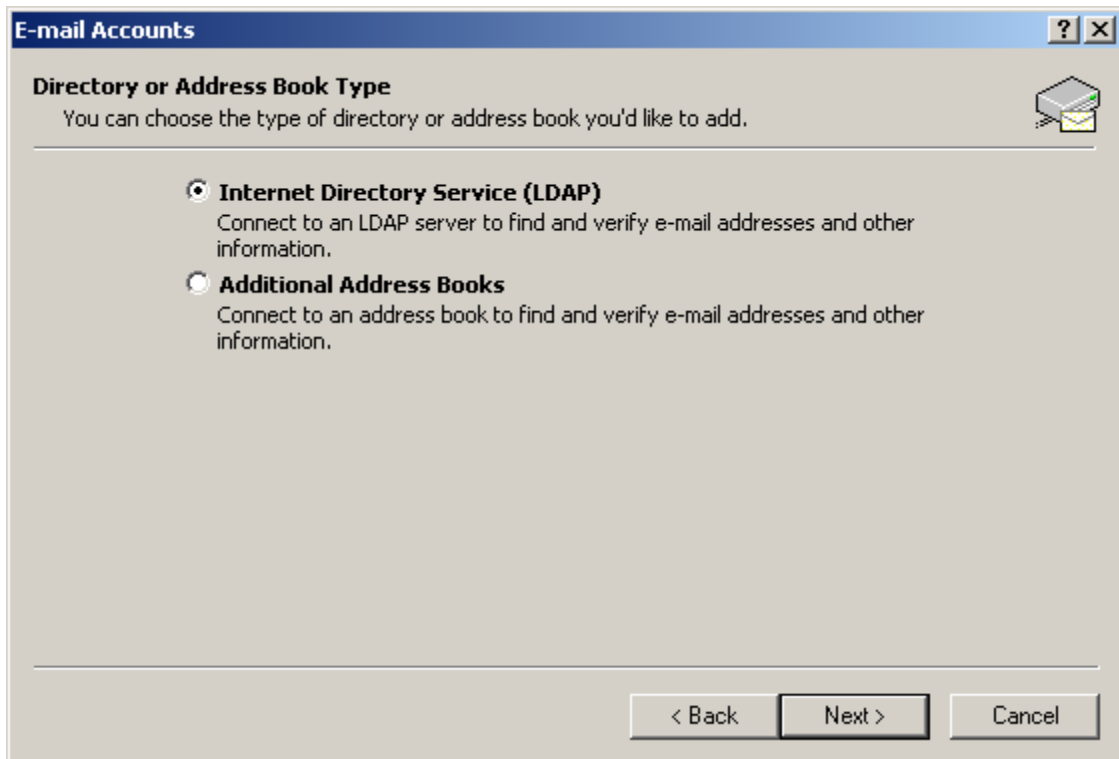 E-mail Accounts
Directory or Address Book Type
You can choose the type of directory or address book you'd like to add.
Internet Directory Service (LDAP)
Connect to an LDAP server to find and verify e-mail addresses and other
information.
Additional Address Books
Connect to an address book to find and verify e-mail addresses and other
information.
< Back Next > Cancel